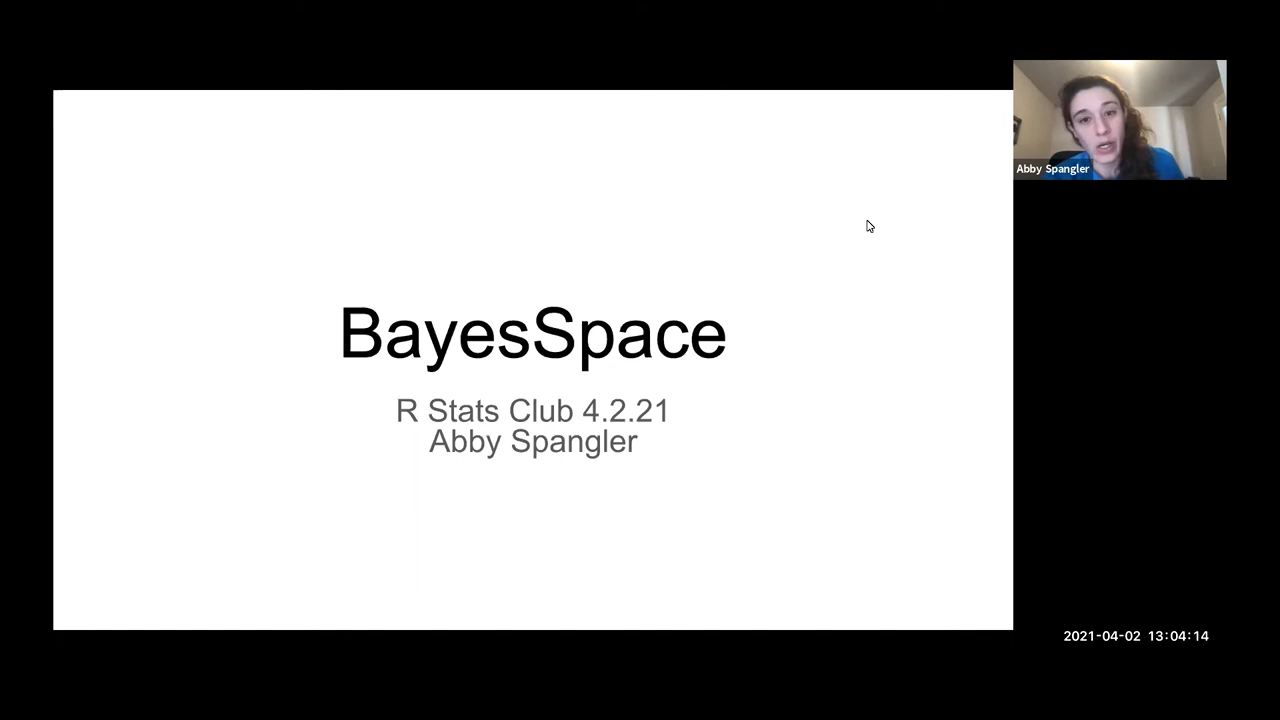 BayesSpace
R Stats Club 4.2.21
Abby Spangler
Abby Spangler
2021-04-02 13:04:14